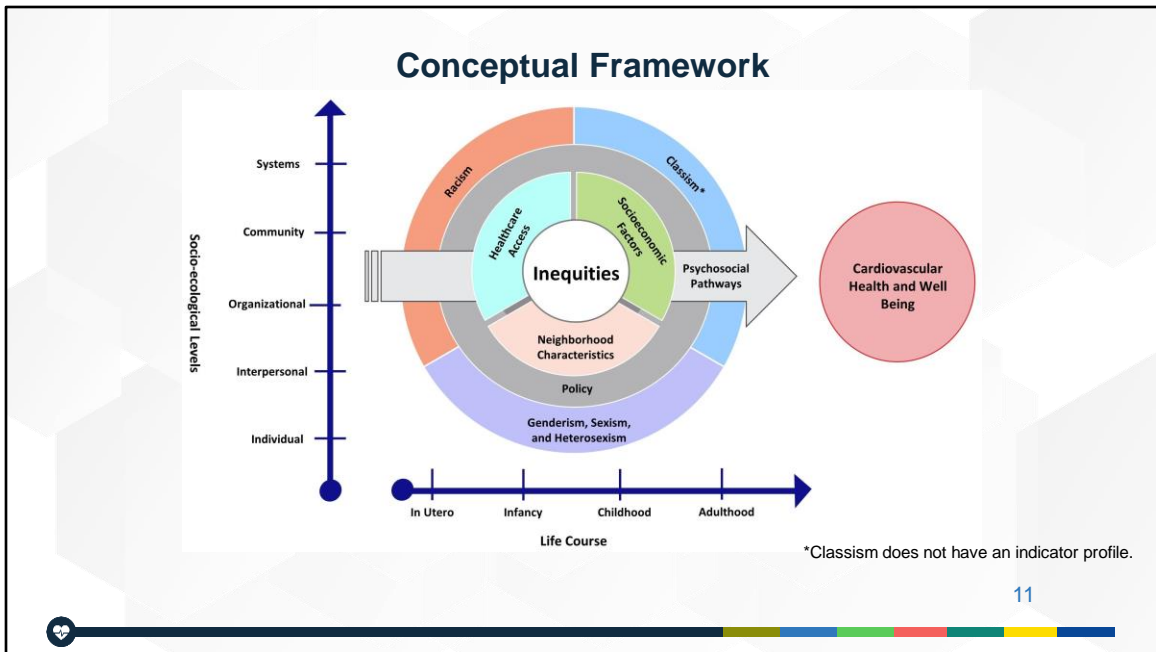 Conceptual Framework
Socio-ecological Levels
Systems
Community
Organizational
Interpersonal
Individual
Racism
Classism*
Healthcare
Access
Socioeconomic
Factors
Inequities
Psychosocial
Pathways
Cardiovascular
Health and Well
Being
Neighborhood
Characteristics
Policy
Genderism, Sexism,
and Heterosexism
In Utero
Infancy
Childhood
Adulthood
Life Course
*Classism does not have an indicator profile.
11